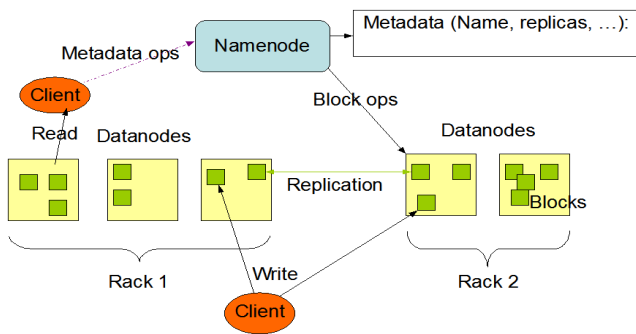 Metadata (Name, replicas, …):
Namenode
Metadata ops
Client
Block ops
Read
Datanodes
Datanodes
Replication
Blocks
Write
Rack 1
Rack 2
Client